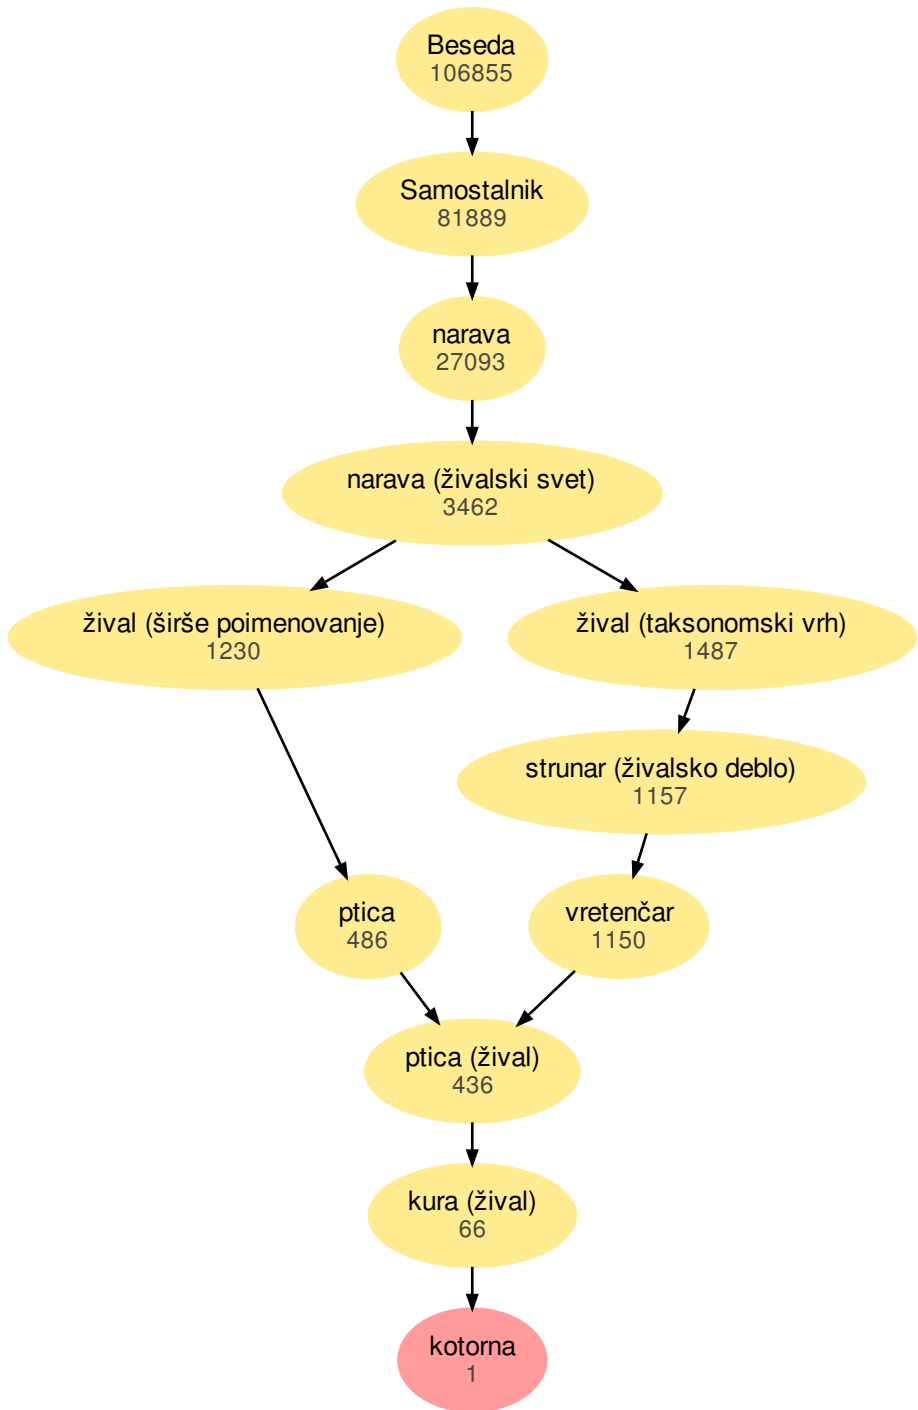 Beseda
106855
Samostalnik
81889
narava
27093
narava (živalski svet)
3462
žival (širše poimenovanje)
1230
žival (taksonomski vrh)
1487
strunar (živalsko deblo)
1157
ptica
486
vretenčar
1150
ptica (žival)
436
kura (žival)
66
kotorna
1